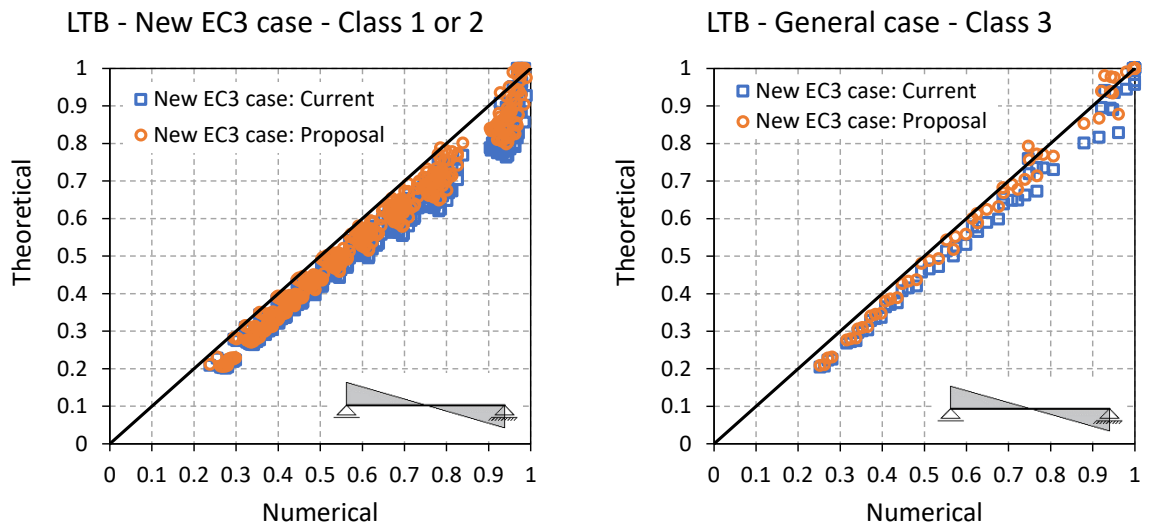 LTB - New EC3 case - Class 1 or 2
1
0.9
0.8
0.7
0.6
0.5
0.4
0.3
0.2
0.1
0
Theoretical
New EC3 case: Current
New EC3 case: Proposal
0 0.1 0.2 0.3 0.4 0.5 0.6 0.7 0.8 0.9 1
Numerical
LTB - General case - Class 3
1
0.9
0.8
0.7
0.6
0.5
0.4
0.3
0.2
0.1
0
Theoretical
New EC3 case: Current
New EC3 case: Proposal
0 0.1 0.2 0.3 0.4 0.5 0.6 0.7 0.8 0.9 1
Numerical